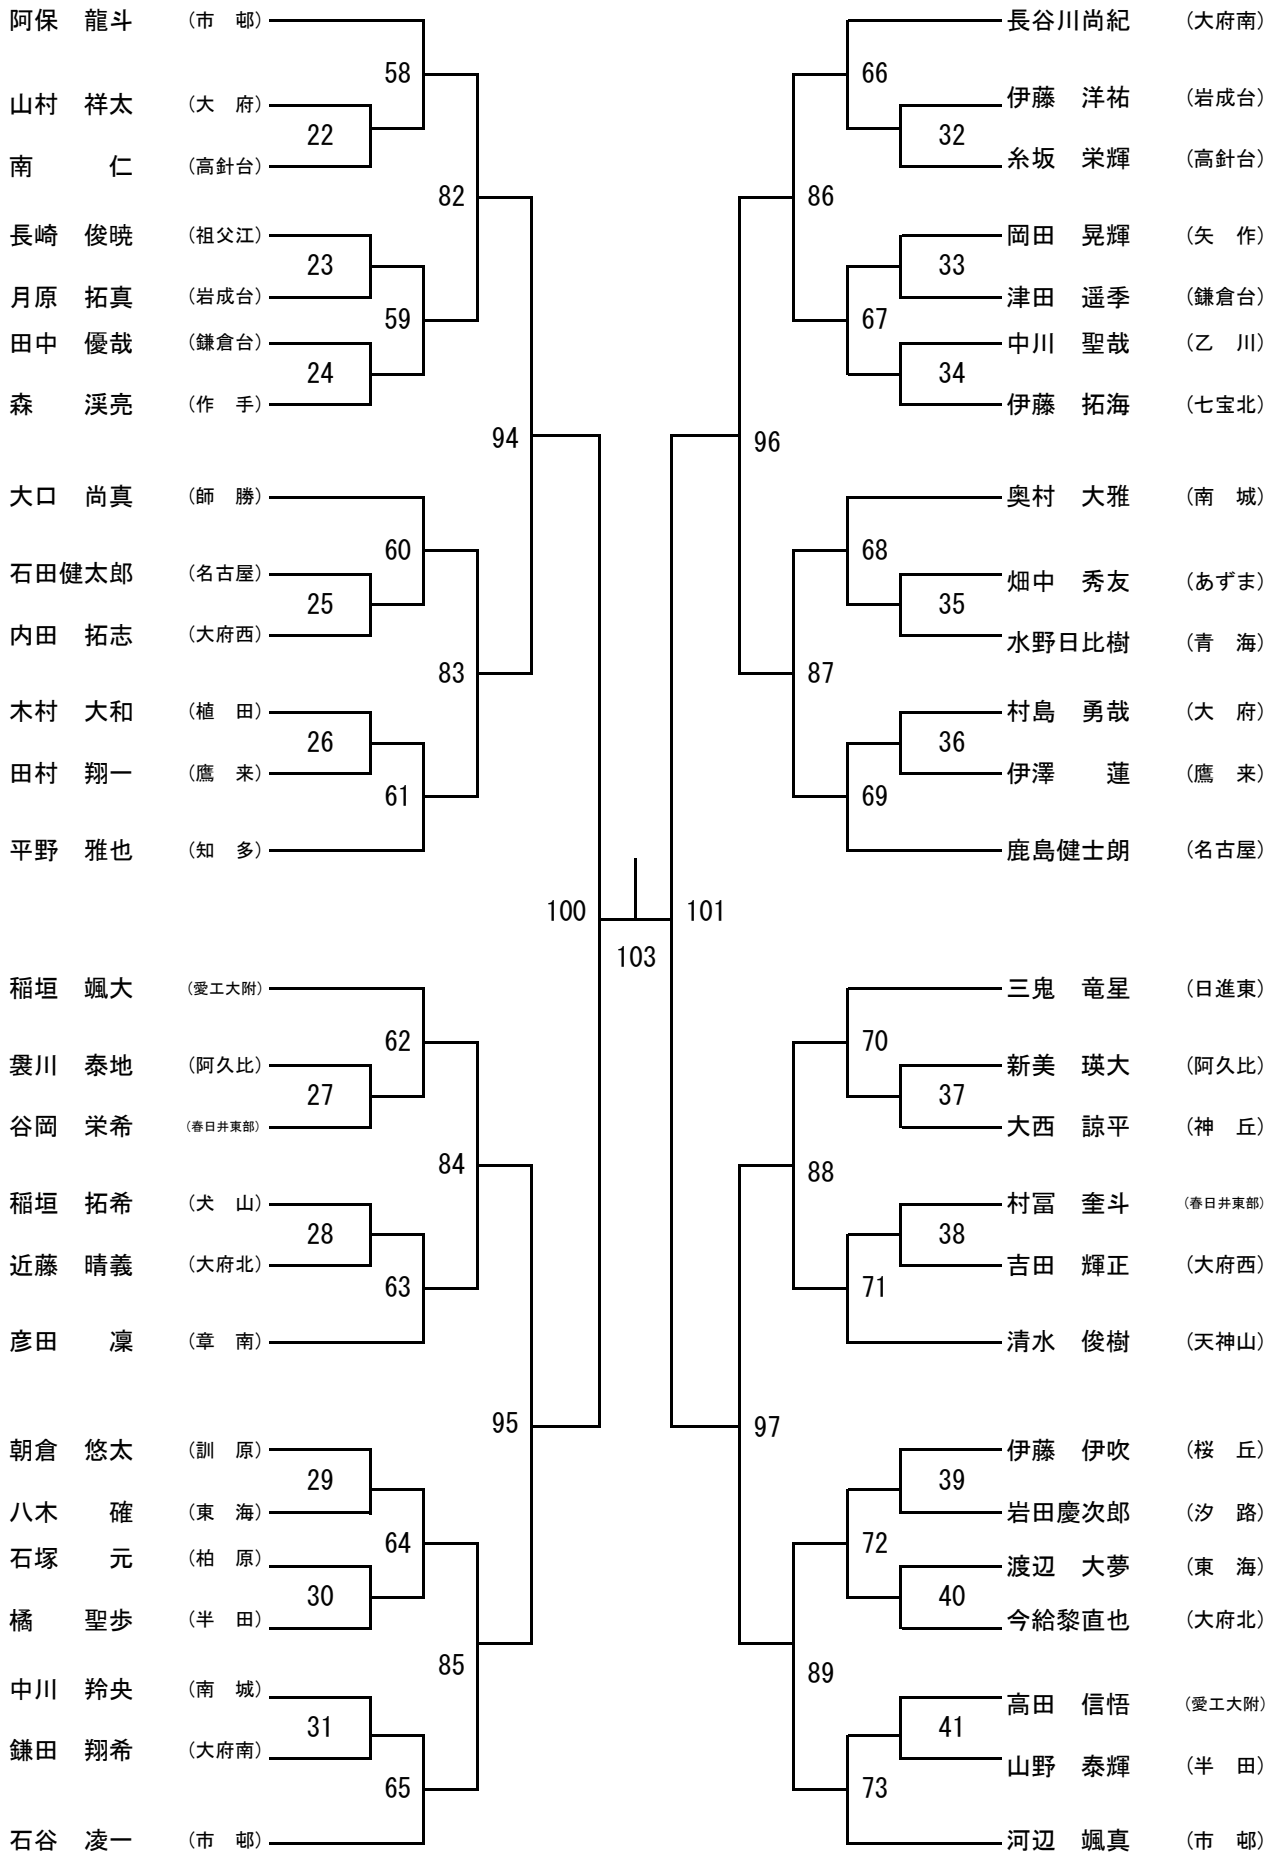 阿保　龍斗　（市　邨）
58
山村　祥太　（大　府）
22
南　　　仁　（高針台）
82
長崎　俊暁　（祖父江）
23
月原　拓真　（岩成台）
59
田中　優哉　（鎌倉台）
24
森　　渓亮　（作　手）
94
大口　尚真　（師　勝）
60
石田健太郎　（名古屋）
25
内田　拓志　（大府西）
83
木村　大和　（植　田）
26
田村　翔一　（鷹　来）
61
平野　雅也　（知　多）
100
稲垣　颯大　（愛工大附）
62
褜川　泰地　（阿久比）
27
谷岡　栄希　（春日井東部）
84
稲垣　拓希　（犬　山）
28
近藤　晴義　（大府北）
63
彦田　　凜　（章　南）
95
朝倉　悠太　（訓　原）
29
八木　　確　（東　海）
64
石塚　　元　（柏　原）
30
橘　　聖歩　（半　田）
85
中川　羚央　（南　城）
31
鎌田　翔希　（大府南）
65
石谷　凌一　（市　邨）
103
長谷川尚紀　（大府南）
66
伊藤　洋祐　（岩成台）
32
糸坂　栄輝　（高針台）
86
岡田　晃輝　（矢　作）
33
津田　遥季　（鎌倉台）
67
中川　聖哉　（乙　川）
34
伊藤　拓海　（七宝北）
96
奥村　大雅　（南　城）
68
畑中　秀友　（あずま）
35
水野日比樹　（青　海）
87
村島　勇哉　（大　府）
36
伊澤　　蓮　（鷹　来）
69
鹿島健士朗　（名古屋）
101
三鬼　竜星　（日進東）
70
新美　瑛大　（阿久比）
37
大西　諒平　（神　丘）
88
村冨　奎斗　（春日井東部）
38
吉田　輝正　（大府西）
71
清水　俊樹　（天神山）
97
伊藤　伊吹　（桜　丘）
39
岩田慶次郎　（汐　路）
72
渡辺　大夢　（東　海）
40
今給黎直也　（大府北）
89
高田　信悟　（愛工大附）
41
山野　泰輝　（半　田）
73
河辺　颯真　（市　邨）